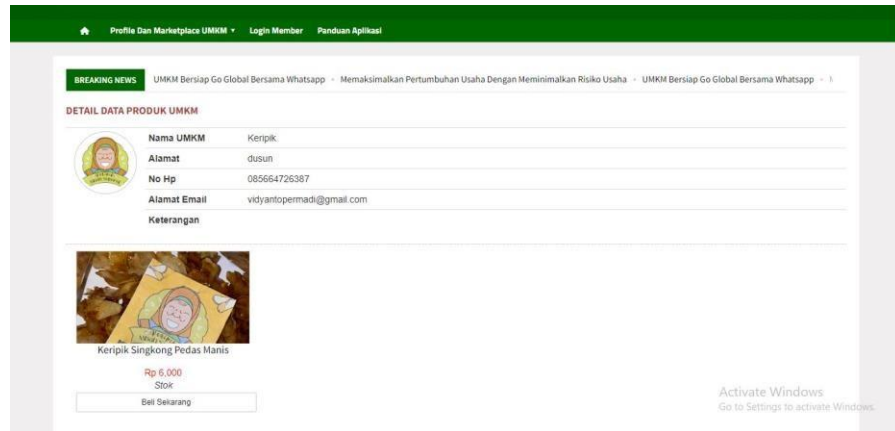 Profile Dan Marketplace UMKM Login Member Panduan Aplikasi
BREAKING NEWS UMKM Bersiap Go Global Bersama Whatsapp - Memaksimalkan Pertumbuhan Usaha Dengan Meminimalkan Risiko Usaha - UMKM Bersiap Go Global Bersama Whatsapp -
DETAIL DATA PRODUK UMKM
Nama UMKM Keripik
Alamat dusun
No Hp 085664726387
Alamat Email vidyantopermadi@gmail.com
Keterangan
Keripik Singkong Pedas Manis
Rp 6,000
Stok
Beli Sekarang
Activate Windows
Go to Settings to activate Windows.